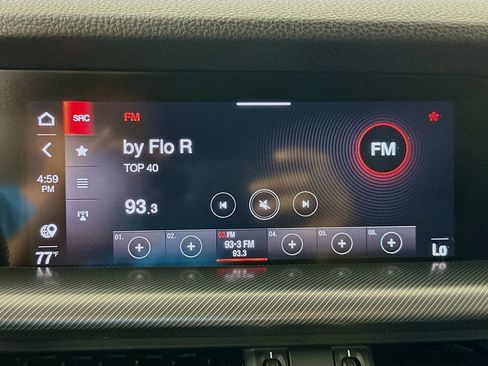 SRC
FM
by Flo R
TOP 40
FM
4:59
PM
93.3
01.
02.
03.FM
93-3 FM
93.3
04.
05.
06.
77°F
Lo